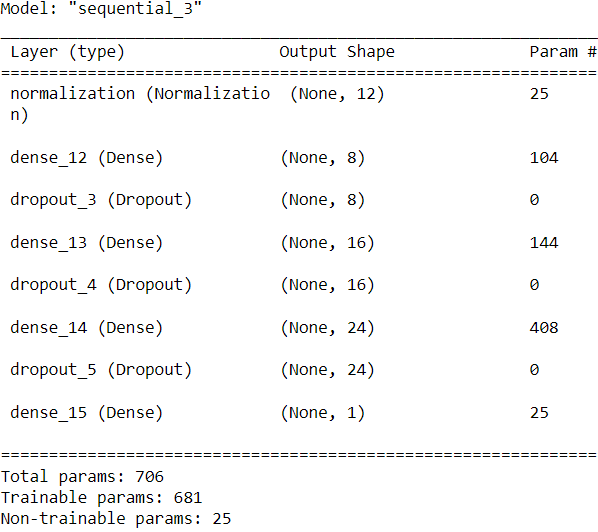 Model: "sequential_3"
_________________________________________________________________
Layer (type) Output Shape Param #
=================================================================
normalization (Normalizatio (None, 12) 25
n)
dense_12 (Dense) (None, 8) 104
dropout_3 (Dropout) (None, 8) 0
dense_13 (Dense) (None, 16) 144
dropout_4 (Dropout) (None, 16) 0
dense_14 (Dense) (None, 24) 408
dropout_5 (Dropout) (None, 24) 0
dense_15 (Dense) (None, 1) 25
=================================================================
Total params: 706
Trainable params: 681
Non-trainable params: 25